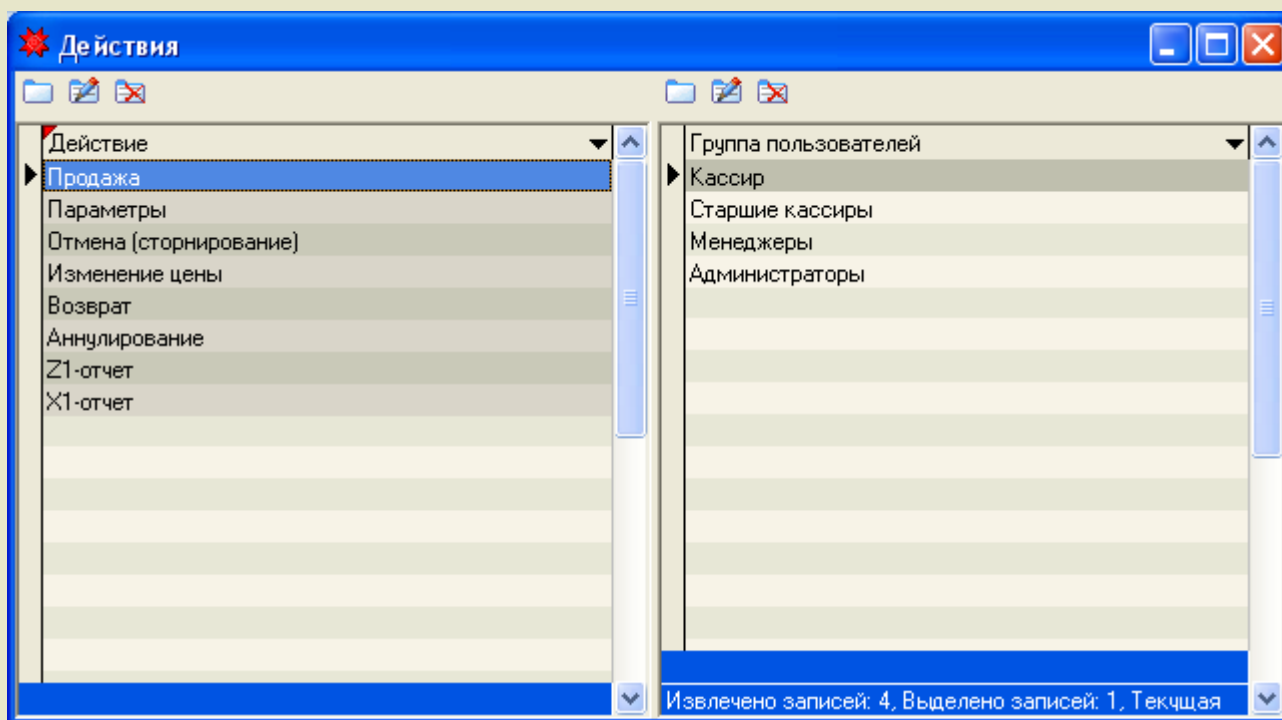 Действия
Действие
Продажа
Параметры
Отмена (сторнирование)
Изменение цены
Возврат
Аннулирование
Z1-отчет
X1-отчет
Группа пользователей
Кассир
Старшие кассиры
Менеджеры
Администраторы
Извлечено записей: 4, Выделено записей: 1, Текущая